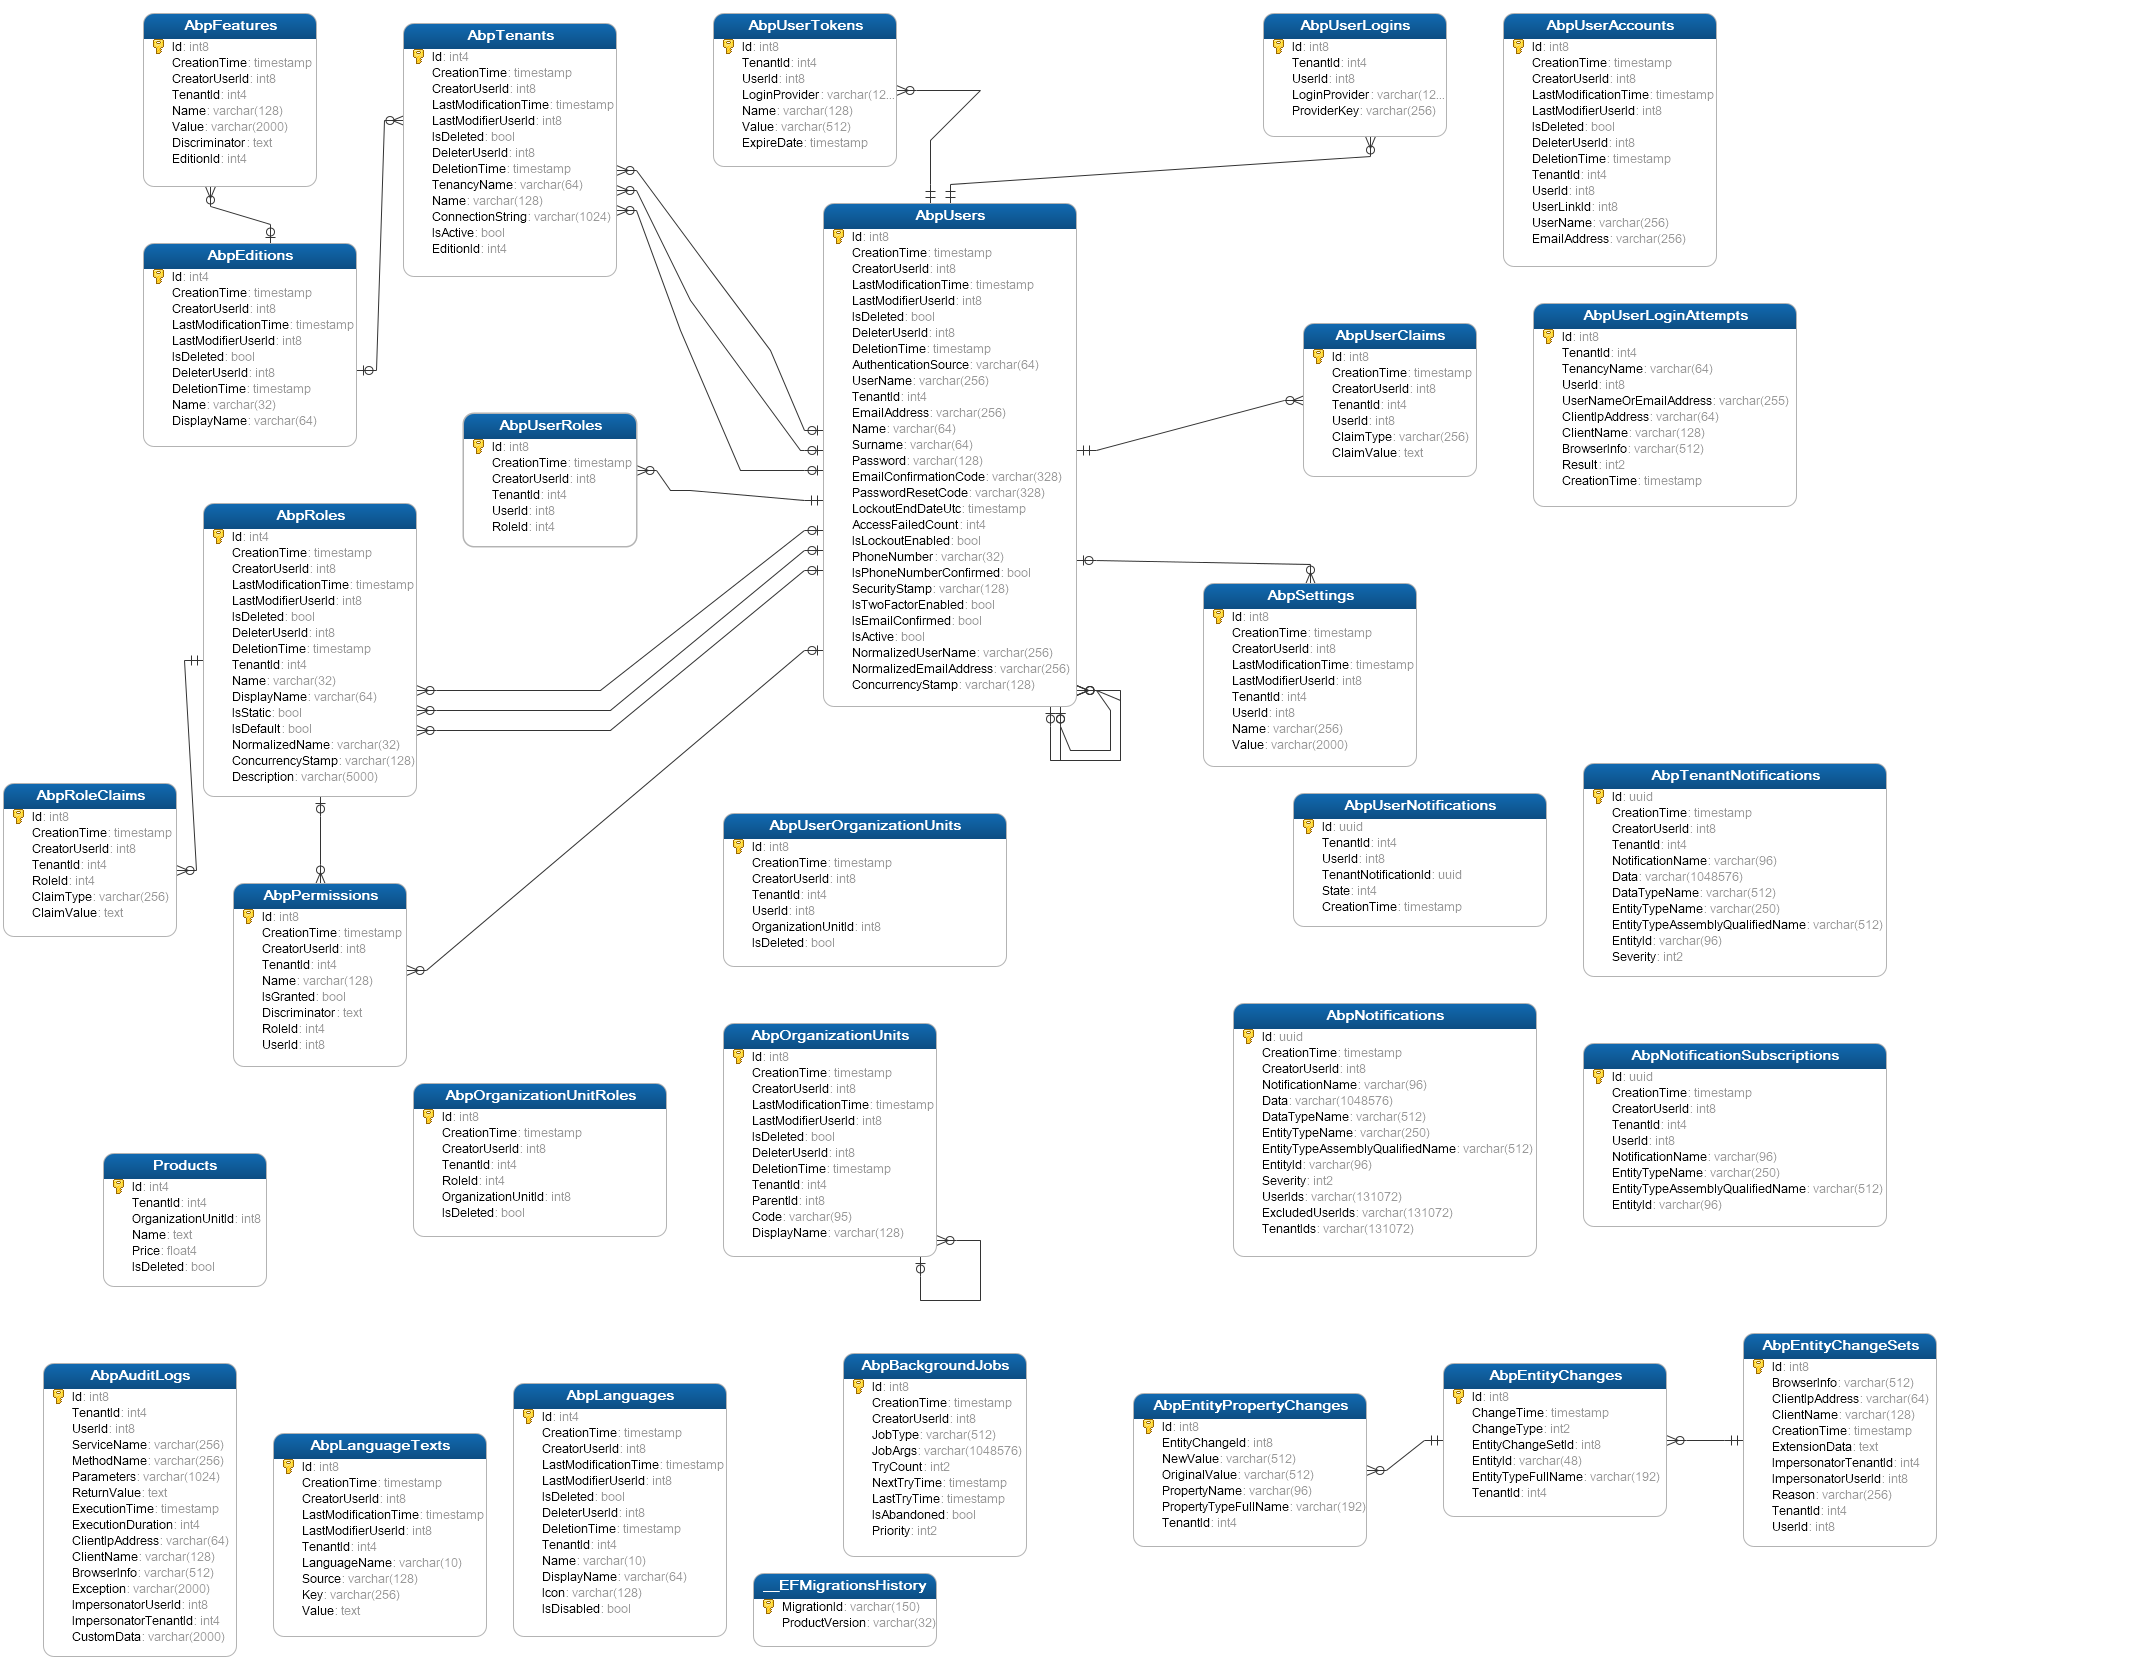 AbpFeatures
Id: int8
CreationTime: timestamp
CreatorUserId: int8
TenantId: int4
Name: varchar(128)
Value: varchar(2000)
Discriminator: text
EditionId: int4
AbpTenants
Id: int4
CreationTime: timestamp
CreatorUserId: int8
LastModificationTime: timestamp
LastModifierUserId: int8
IsDeleted: bool
DeleterUserId: int8
DeletionTime: timestamp
TenancyName: varchar(64)
Name: varchar(128)
ConnectionString: varchar(1024)
IsActive: bool
EditionId: int4
AbpUserTokens
Id: int8
TenantId: int4
UserId: int8
LoginProvider: varchar(12...
Name: varchar(128)
Value: varchar(512)
ExpireDate: timestamp
AbpUserLogins
Id: int8
TenantId: int4
UserId: int8
LoginProvider: varchar(12...
ProviderKey: varchar(256)
AbpUserAccounts
Id: int8
CreationTime: timestamp
CreatorUserId: int8
LastModificationTime: timestamp
LastModifierUserId: int8
IsDeleted: bool
DeleterUserId: int8
DeletionTime: timestamp
TenantId: int4
UserId: int8
UserLinkId: int8
UserName: varchar(256)
EmailAddress: varchar(256)
AbpEditions
Id: int4
CreationTime: timestamp
CreatorUserId: int8
LastModificationTime: timestamp
LastModifierUserId: int8
IsDeleted: bool
DeleterUserId: int8
DeletionTime: timestamp
Name: varchar(32)
DisplayName: varchar(64)
AbpUsers
Id: int8
CreationTime: timestamp
CreatorUserId: int8
LastModificationTime: timestamp
LastModifierUserId: int8
IsDeleted: bool
DeleterUserId: int8
DeletionTime: timestamp
AuthenticationSource: varchar(64)
UserName: varchar(256)
TenantId: int4
EmailAddress: varchar(256)
Name: varchar(64)
Surname: varchar(64)
Password: varchar(128)
EmailConfirmationCode: varchar(328)
PasswordResetCode: varchar(328)
LockoutEndDateUtc: timestamp
AccessFailedCount: int4
IsLockoutEnabled: bool
PhoneNumber: varchar(32)
IsPhoneNumberConfirmed: bool
SecurityStamp: varchar(128)
IsTwoFactorEnabled: bool
IsEmailConfirmed: bool
IsActive: bool
NormalizedUserName: varchar(256)
NormalizedEmailAddress: varchar(256)
ConcurrencyStamp: varchar(128)
AbpUserClaims
Id: int8
CreationTime: timestamp
CreatorUserId: int8
TenantId: int4
UserId: int8
ClaimType: varchar(256)
ClaimValue: text
AbpUserLoginAttempts
Id: int8
TenantId: int4
TenancyName: varchar(64)
UserId: int8
UserNameOrEmailAddress: varchar(255)
ClientIpAddress: varchar(64)
ClientName: varchar(128)
BrowserInfo: varchar(512)
Result: int2
CreationTime: timestamp
AbpUserRoles
Id: int8
CreationTime: timestamp
CreatorUserId: int8
TenantId: int4
UserId: int8
RoleId: int4
AbpRoles
Id: int4
CreationTime: timestamp
CreatorUserId: int8
LastModificationTime: timestamp
LastModifierUserId: int8
IsDeleted: bool
DeleterUserId: int8
DeletionTime: timestamp
TenantId: int4
Name: varchar(32)
DisplayName: varchar(64)
IsStatic: bool
IsDefault: bool
NormalizedName: varchar(32)
ConcurrencyStamp: varchar(128)
Description: varchar(5000)
AbpSettings
Id: int8
CreationTime: timestamp
CreatorUserId: int8
LastModificationTime: timestamp
LastModifierUserId: int8
TenantId: int4
UserId: int8
Name: varchar(256)
Value: varchar(2000)
AbpRoleClaims
Id: int8
CreationTime: timestamp
CreatorUserId: int8
TenantId: int4
RoleId: int4
ClaimType: varchar(256)
ClaimValue: text
AbpPermissions
Id: int8
CreationTime: timestamp
CreatorUserId: int8
TenantId: int4
Name: varchar(128)
IsGranted: bool
Discriminator: text
RoleId: int4
UserId: int8
AbpUserOrganizationUnits
Id: int8
CreationTime: timestamp
CreatorUserId: int8
TenantId: int4
UserId: int8
OrganizationUnitId: int8
IsDeleted: bool
AbpUserNotifications
Id: uuid
TenantId: int4
UserId: int8
TenantNotificationId: uuid
State: int4
CreationTime: timestamp
AbpTenantNotifications
Id: uuid
CreationTime: timestamp
CreatorUserId: int8
TenantId: int4
NotificationName: varchar(96)
Data: varchar(1048576)
DataTypeName: varchar(512)
EntityTypeName: varchar(250)
EntityTypeAssemblyQualifiedName: varchar(512)
EntityId: varchar(96)
Severity: int2
AbpOrganizationUnits
Id: int8
CreationTime: timestamp
CreatorUserId: int8
LastModificationTime: timestamp
LastModifierUserId: int8
IsDeleted: bool
DeleterUserId: int8
DeletionTime: timestamp
TenantId: int4
ParentId: int8
Code: varchar(95)
DisplayName: varchar(128)
AbpNotifications
Id: uuid
CreationTime: timestamp
CreatorUserId: int8
NotificationName: varchar(96)
Data: varchar(1048576)
DataTypeName: varchar(512)
EntityTypeName: varchar(250)
EntityTypeAssemblyQualifiedName: varchar(512)
EntityId: varchar(96)
Severity: int2
UserIds: varchar(131072)
ExcludedUserIds: varchar(131072)
TenantIds: varchar(131072)
AbpNotificationSubscriptions
Id: uuid
CreationTime: timestamp
CreatorUserId: int8
TenantId: int4
UserId: int8
NotificationName: varchar(96)
EntityTypeName: varchar(250)
EntityTypeAssemblyQualifiedName: varchar(512)
EntityId: varchar(96)
AbpOrganizationUnitRoles
Id: int8
CreationTime: timestamp
CreatorUserId: int8
TenantId: int4
RoleId: int4
OrganizationUnitId: int8
IsDeleted: bool
Products
Id: int4
TenantId: int4
OrganizationUnitId: int8
Name: text
Price: float4
IsDeleted: bool
AbpAuditLogs
Id: int8
TenantId: int4
UserId: int8
ServiceName: varchar(256)
MethodName: varchar(256)
Parameters: varchar(1024)
ReturnValue: text
ExecutionTime: timestamp
ExecutionDuration: int4
ClientIpAddress: varchar(64)
ClientName: varchar(128)
BrowserInfo: varchar(512)
Exception: varchar(2000)
ImpersonatorUserId: int8
ImpersonatorTenantId: int4
CustomData: varchar(2000)
AbpLanguageTexts
Id: int8
CreationTime: timestamp
CreatorUserId: int8
LastModificationTime: timestamp
LastModifierUserId: int8
TenantId: int4
LanguageName: varchar(10)
Source: varchar(128)
Key: varchar(256)
Value: text
AbpLanguages
Id: int4
CreationTime: timestamp
CreatorUserId: int8
LastModificationTime: timestamp
LastModifierUserId: int8
IsDeleted: bool
DeleterUserId: int8
DeletionTime: timestamp
TenantId: int4
Name: varchar(10)
DisplayName: varchar(64)
Icon: varchar(128)
IsDisabled: bool
AbpBackgroundJobs
Id: int8
CreationTime: timestamp
CreatorUserId: int8
JobType: varchar(512)
JobArgs: varchar(1048576)
TryCount: int2
NextTryTime: timestamp
LastTryTime: timestamp
IsAbandoned: bool
Priority: int2
__EFMigrationsHistory
MigrationId: varchar(150)
ProductVersion: varchar(32)
AbpEntityPropertyChanges
Id: int8
EntityChangeId: int8
NewValue: varchar(512)
OriginalValue: varchar(512)
PropertyName: varchar(96)
PropertyTypeFullName: varchar(192)
TenantId: int4
AbpEntityChanges
Id: int8
ChangeTime: timestamp
ChangeType: int2
EntityChangeSetId: int8
EntityId: varchar(48)
EntityTypeFullName: varchar(192)
TenantId: int4
AbpEntityChangeSets
Id: int8
BrowserInfo: varchar(512)
ClientIpAddress: varchar(64)
ClientName: varchar(128)
CreationTime: timestamp
ExtensionData: text
ImpersonatorTenantId: int4
ImpersonatorUserId: int8
Reason: varchar(256)
TenantId: int4
UserId: int8